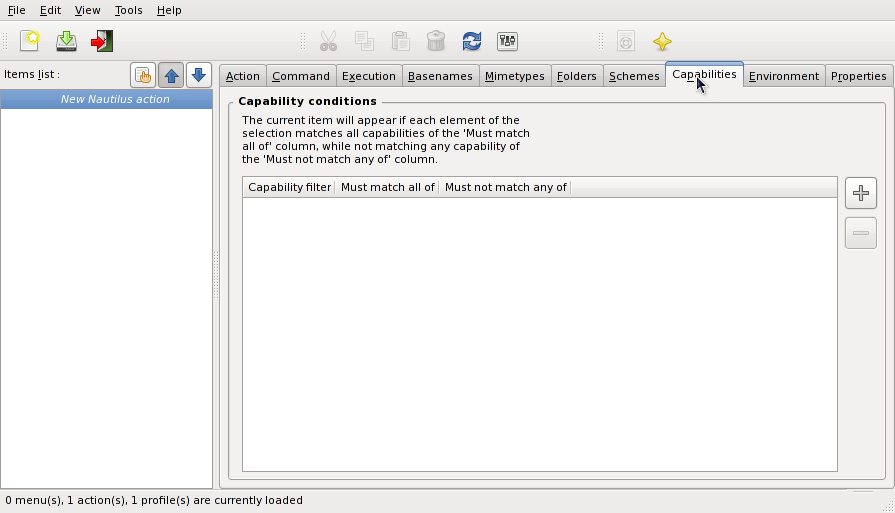 File Edit View Tools Help
Items list :
Action Command Execution Basenames Mimetypes Folders Schemes Capabilities Environment Properties
New Nautilus action
Capability conditions
The current item will appear if each element of the
selection matches all capabilities of the 'Must match
all of' column, while not matching any capability of
the 'Must not match any of' column.
Capability filter Must match all of Must not match any of
0 menu(s), 1 action(s), 1 profile(s) are currently loaded